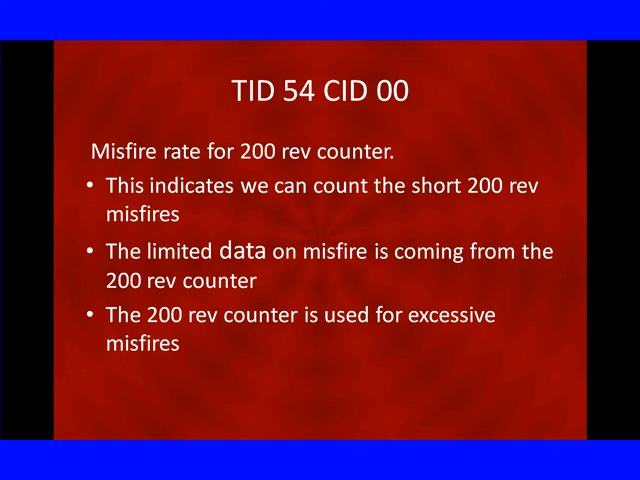 TID 54 CID 00
Misfire rate for 200 rev counter.
• This indicates we can count the short 200 rev
misfires
• The limited data on misfire is coming from the
200 rev counter
• The 200 rev counter is used for excessive
misfires